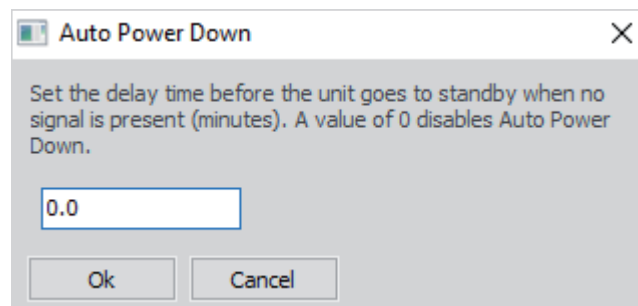 Auto Power Down
Set the delay time before the unit goes to standby when no
signal is present (minutes). A value of 0 disables Auto Power
Down.
0.0
Ok
Cancel